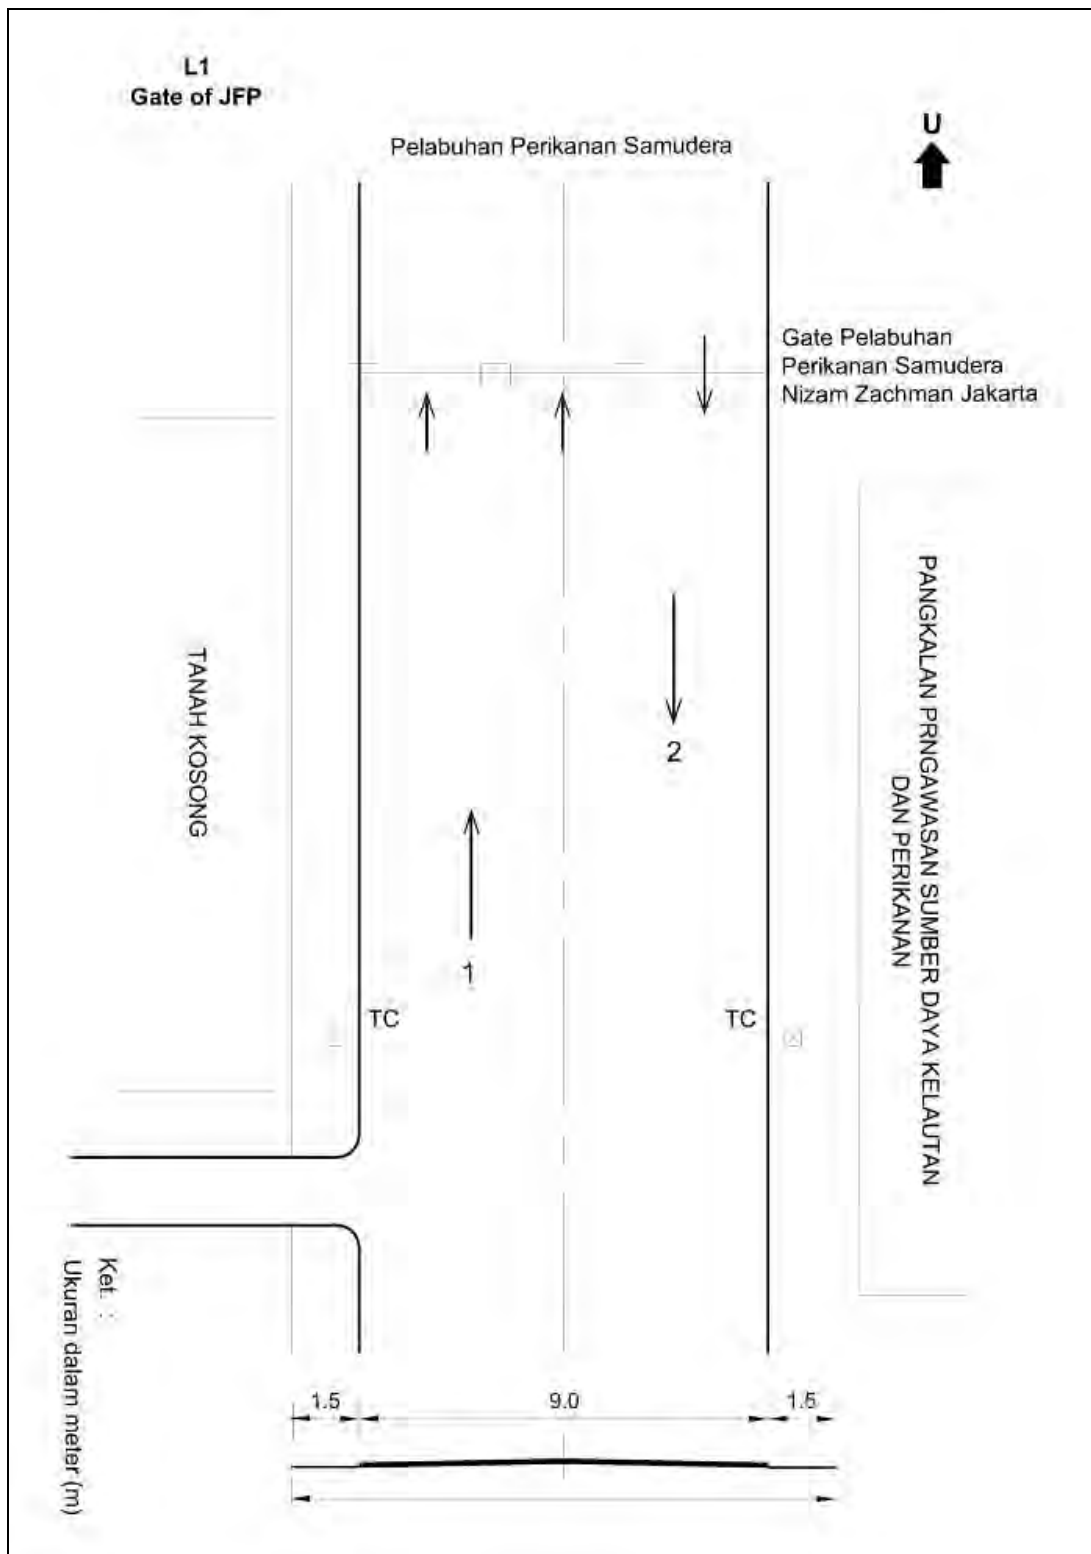 L1
Gate of JFP
U
Pelabuhan Perikanan Samudera
Gate Pelabuhan
Perikanan Samudera
Nizam Zachman Jakarta
TANAH KOSONG
PANGKALAN PRNGAWASAN SUMBER DAYA KELAUTAN
DAN PERIKANAN
2
1
TC
TC
Ket. :
Ukuran dalam meter (m)
1.5
9.0
1.5